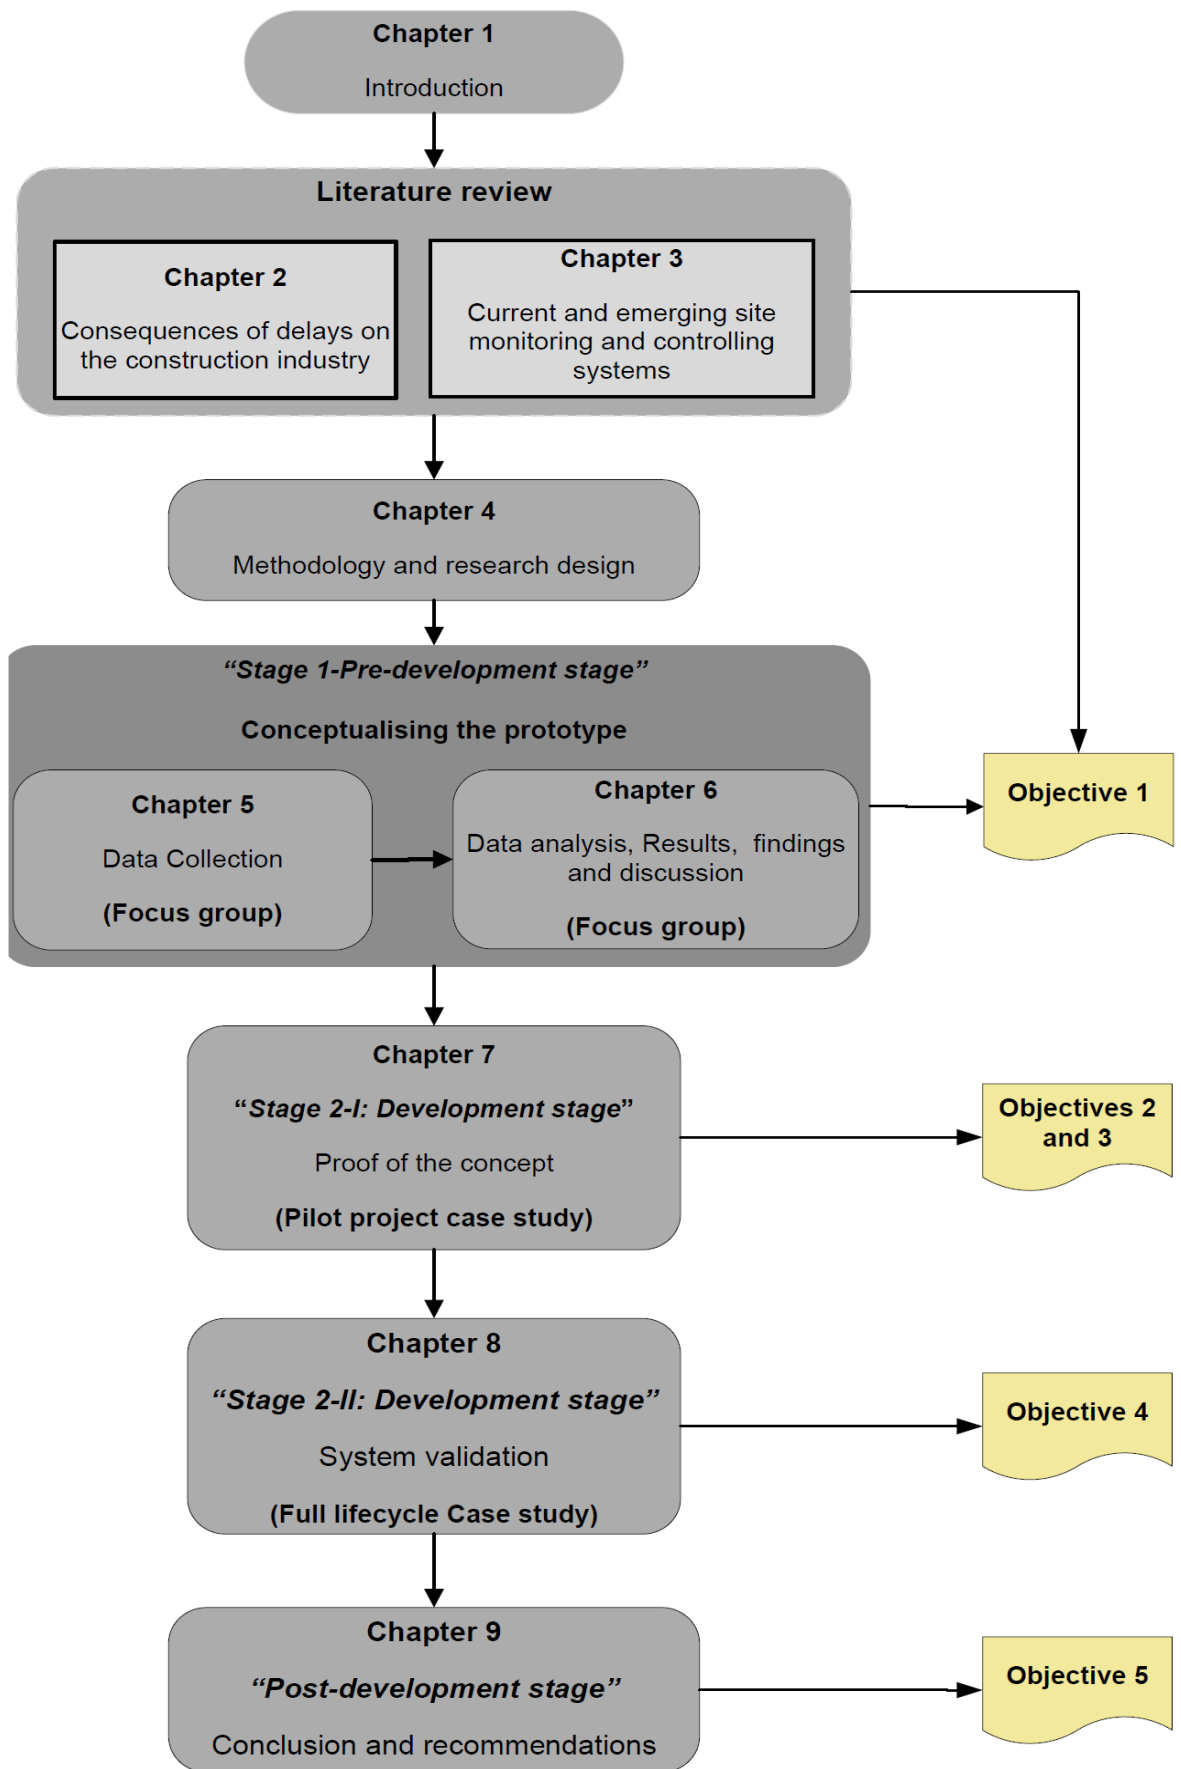 Chapter 1
Introduction
Literature review
Chapter 2
Consequences of delays on
the construction industry
Chapter 3
Current and emerging site
monitoring and controlling
systems
Chapter 4
Methodology and research design
“Stage 1-Pre-development stage”
Conceptualising the prototype
Chapter 5
Data Collection
(Focus group)
Chapter 6
Data analysis, Results, findings
and discussion
(Focus group)
Objective 1
Chapter 7
“Stage 2-I: Development stage”
Proof of the concept
(Pilot project case study)
Objectives 2
and 3
Chapter 8
“Stage 2-II: Development stage”
System validation
(Full lifecycle Case study)
Objective 4
Chapter 9
“Post-development stage”
Conclusion and recommendations
Objective 5